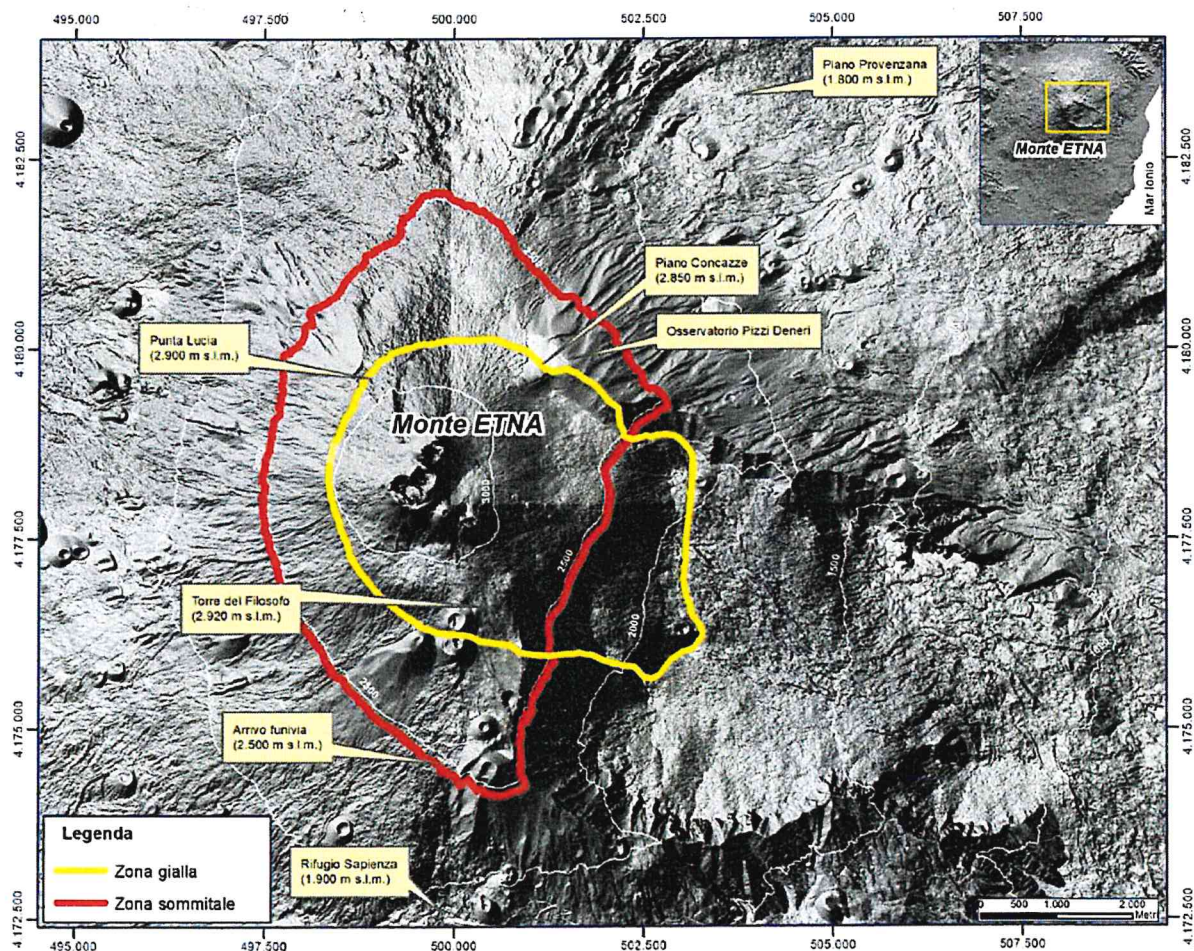 495.000
497.500
500.000
502.500
505.000
507.500
Piano Provenzana
(1.800 m s.l.m.)
Monte ETNA
Mar Ionio
4.182.500
4.182.500
Piano Concazze
(2.850 m s.l.m.)
Osservatorio Pizzi Deneri
Punta Lucia
(2.900 m s.l.m.)
4.180.000
4.180.000
Monte ETNA
3000
4.177.500
4.177.500
2500
1500
2000
Torre del Filosofo
(2.920 m s.l.m.)
Arrivo funivia
(2.500 m s.l.m.)
4.175.000
4.175.000
Legenda
Zona gialla
Zona sommitale
Rifugio Sapienza
(1.900 m s.l.m.)
0 500 1.000 2.000
Metri
4.172.500
4.172.500
495.000
497.500
500.000
502.500
505.000
507.500